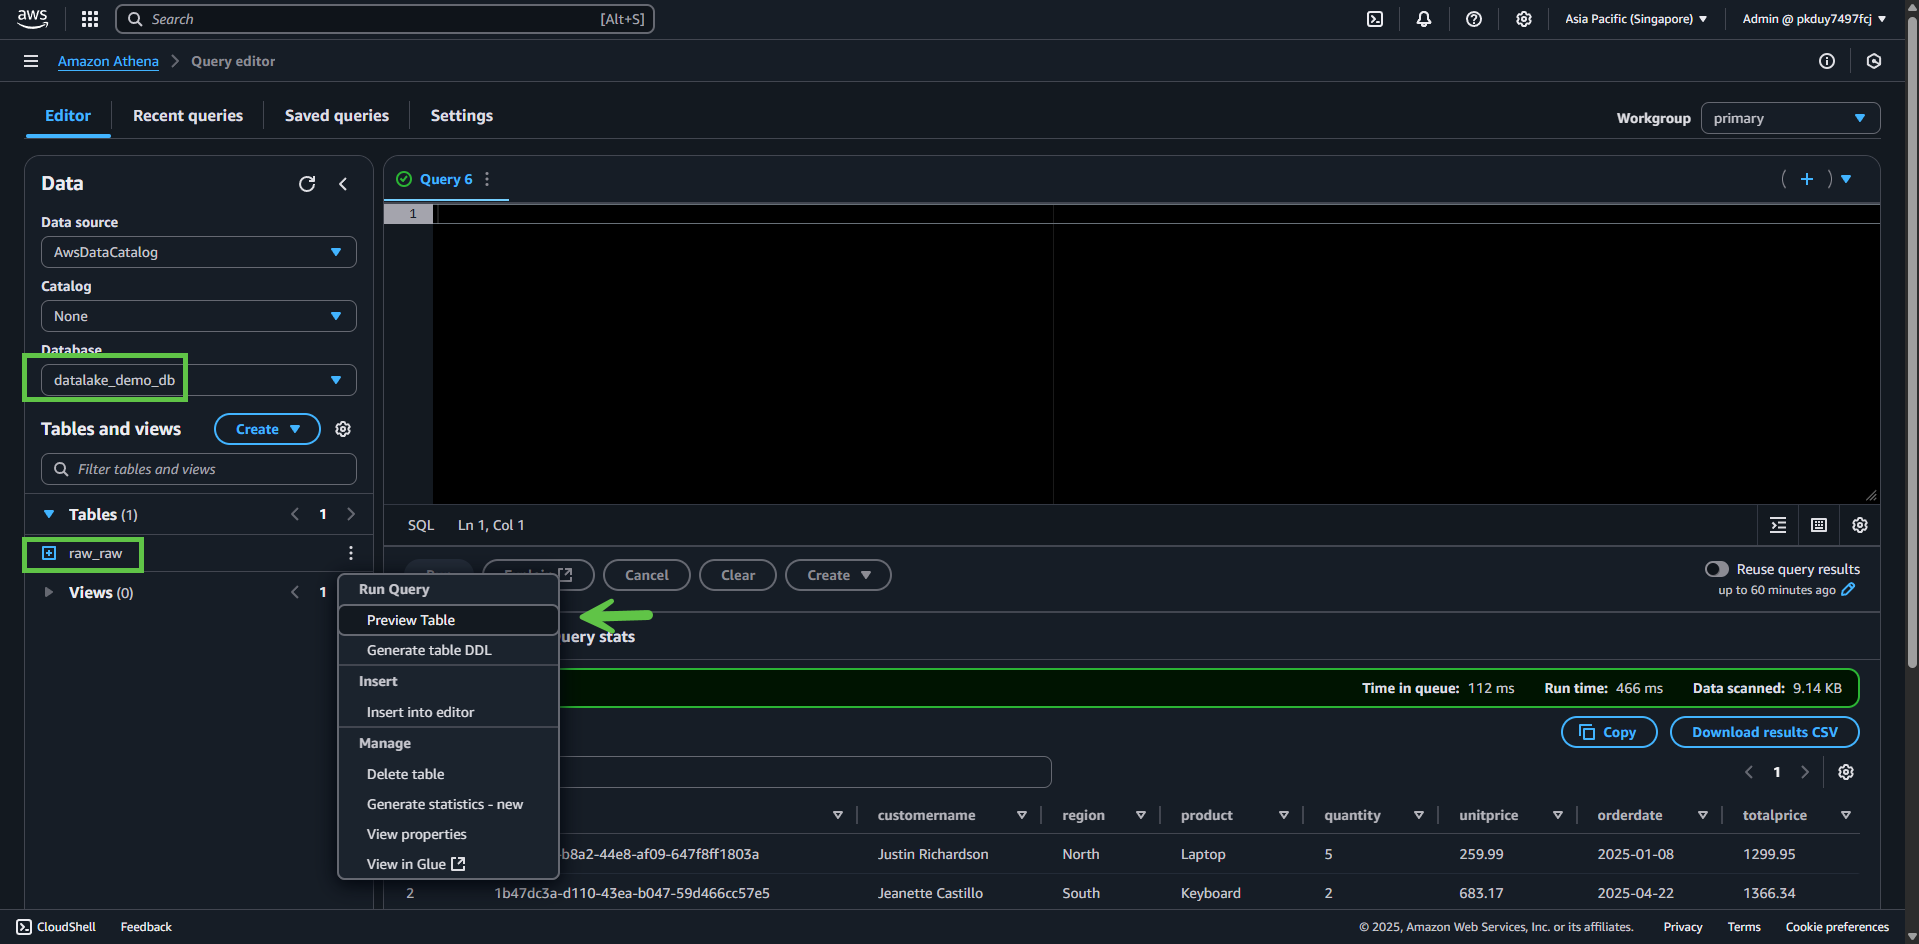 aws
Search
[Alt+S]
Asia Pacific (Singapore)
Admin @ pkduy7497fcj
Amazon Athena
Query editor
Editor
Recent queries
Saved queries
Settings
Workgroup
primary
Data
Data source
AwsDataCatalog
Catalog
None
Database
datalake_demo_db
Tables and views
Create
Filter tables and views
Tables (1)
1
raw_raw
Views (0)
1
Query 6
1
SQL
Ln 1, Col 1
Cancel
Clear
Create
Reuse query results
up to 60 minutes ago
Run Query
Preview Table
Generate table DDL
Insert
Insert into editor
Manage
Delete table
Generate statistics - new
View properties
View in Glue
uery stats
Time in queue: 112 ms
Run time: 466 ms
Data scanned: 9.14 KB
Copy
Download results CSV
1
customername
region
product
quantity
unitprice
orderdate
totalprice
-b8a2-44e8-af09-647f8ff1803a
Justin Richardson
North
Laptop
5
259.99
2025-01-08
1299.95
2
1b47dc3a-d110-43ea-b047-59d466cc57e5
Jeanette Castillo
South
Keyboard
2
683.17
2025-04-22
1366.34
CloudShell
Feedback
© 2025, Amazon Web Services, Inc. or its affiliates.
Privacy
Terms
Cookie preferences